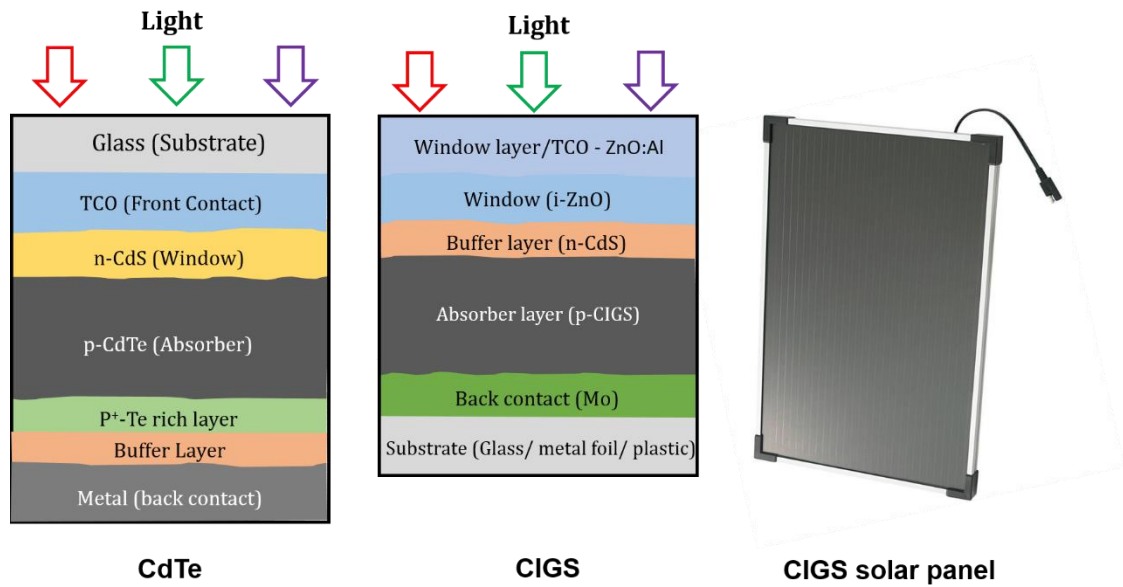 Light
Glass (Substrate)
TCO (Front Contact)
n-CdS (Window)
p-CdTe (Absorber)
P⁺-Te rich layer
Buffer Layer
Metal (back contact)
CdTe
Light
Window layer/TCO - ZnO:Al
Window (i-ZnO)
Buffer layer (n-CdS)
Absorber layer (p-CIGS)
Back contact (Mo)
Substrate (Glass/ metal foil/ plastic)
CIGS
CIGS solar panel